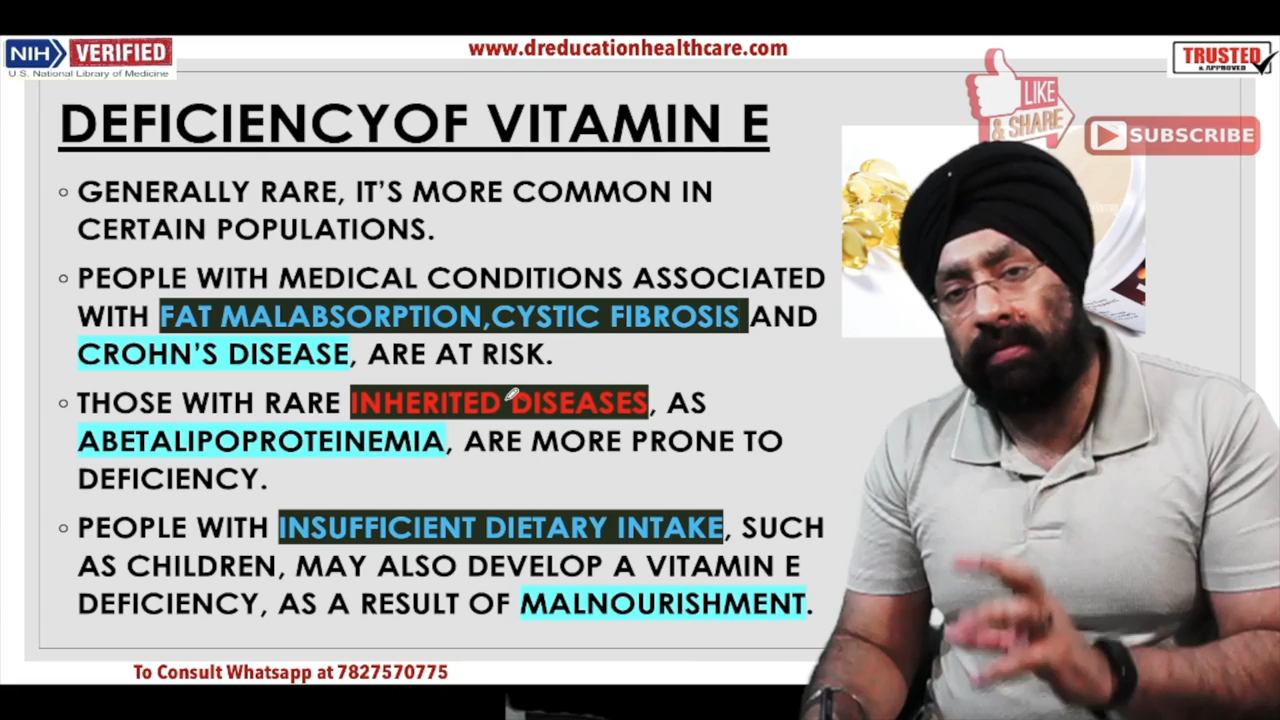 NIH VERIFIED
U.S. National Library of Medicine
www.dreducationhealthcare.com
TRUSTED
& APPROVED
LIKE
& SHARE
SUBSCRIBE
DEFICIENCYOF VITAMIN E
GENERALLY RARE, IT'S MORE COMMON IN
CERTAIN POPULATIONS.
PEOPLE WITH MEDICAL CONDITIONS ASSOCIATED
WITH FAT MALABSORPTION,CYSTIC FIBROSIS AND
CROHN'S DISEASE, ARE AT RISK.
THOSE WITH RARE INHERITED DISEASES, AS
ABETALIPOPROTEINEMIA, ARE MORE PRONE TO
DEFICIENCY.
PEOPLE WITH INSUFFICIENT DIETARY INTAKE, SUCH
AS CHILDREN, MAY ALSO DEVELOP A VITAMIN E
DEFICIENCY, AS A RESULT OF MALNOURISHMENT.
To Consult Whatsapp at 7827570775